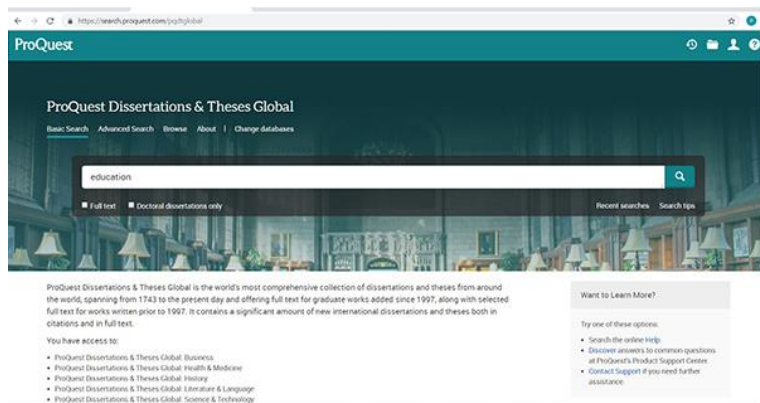 https://search.proquest.com/pqdtglobal
ProQuest
ProQuest Dissertations & Theses Global
Basic Search Advanced Search Browse About | Change databases
education
Full text Doctoral dissertations only Recent searches Search tips
ProQuest Dissertations & Theses Global is the world's most comprehensive collection of dissertations and theses from around
the world, spanning from 1743 to the present day and offering full text for graduate works added since 1997, along with selected
full text for works written prior to 1997. It contains a significant amount of new international dissertations and theses both in
citations and in full text.
You have access to:
• ProQuest Dissertations & Theses Global: Business
• ProQuest Dissertations & Theses Global: Health & Medicine
• ProQuest Dissertations & Theses Global: History
• ProQuest Dissertations & Theses Global: Literature & Language
• ProQuest Dissertations & Theses Global: Science & Technology
Want to Learn More?
Try one of these options:
• Search the online Help.
• Discover answers to common questions
at ProQuest's Product Support Center.
• Contact Support if you need further
assistance.